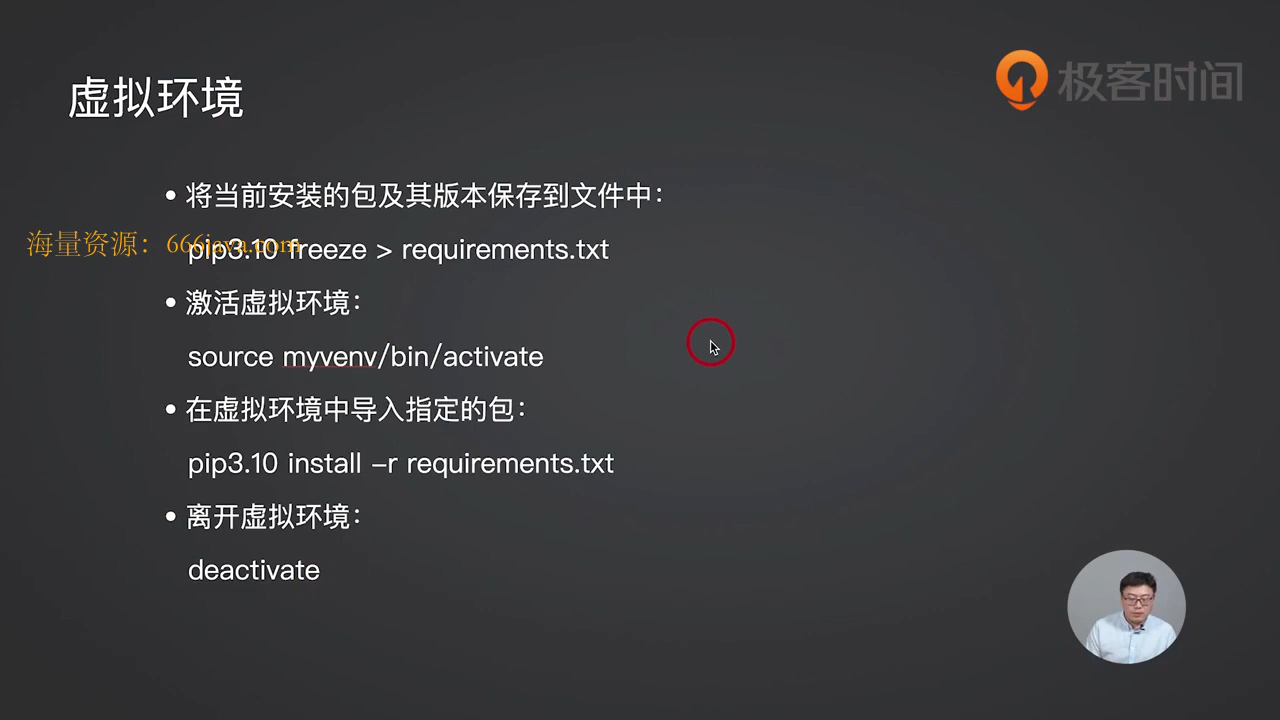 虚拟环境
极客时间
• 将当前安装的包及其版本保存到文件中：
海量资源：666java.com
pip3.10 freeze > requirements.txt
• 激活虚拟环境：
source myvenv/bin/activate
• 在虚拟环境中导入指定的包：
pip3.10 install –r requirements.txt
• 离开虚拟环境：
deactivate